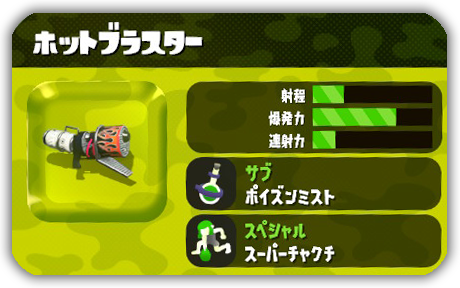 ホットブラスター
射程
爆発力
連射力
サブ
ポイズンミスト
スペシャル
スーパーチャクチ